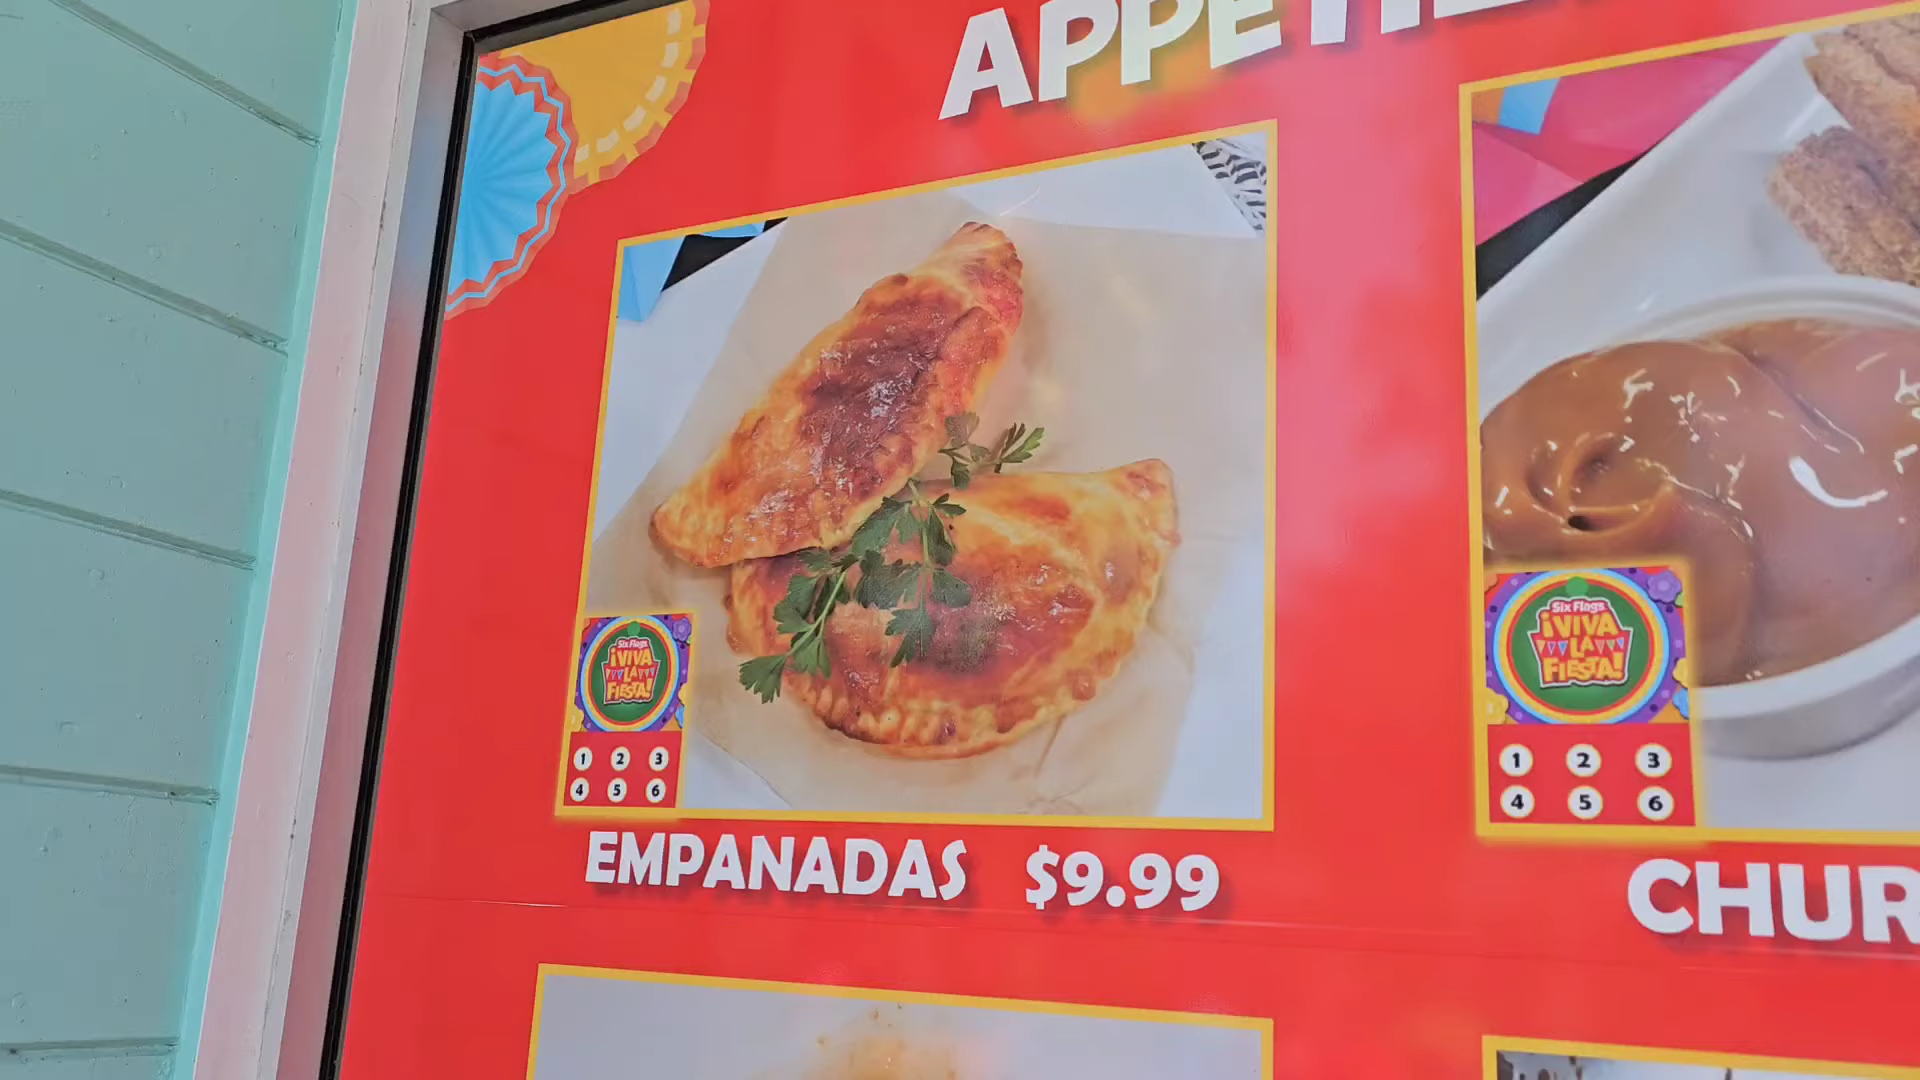 EMPANADAS $9.99
Six Flags
¡VIVA
LA
FIESTA!
1 2 3
4 5 6
Six Flags
¡VIVA
LA
FIESTA!
1 2 3
4 5 6